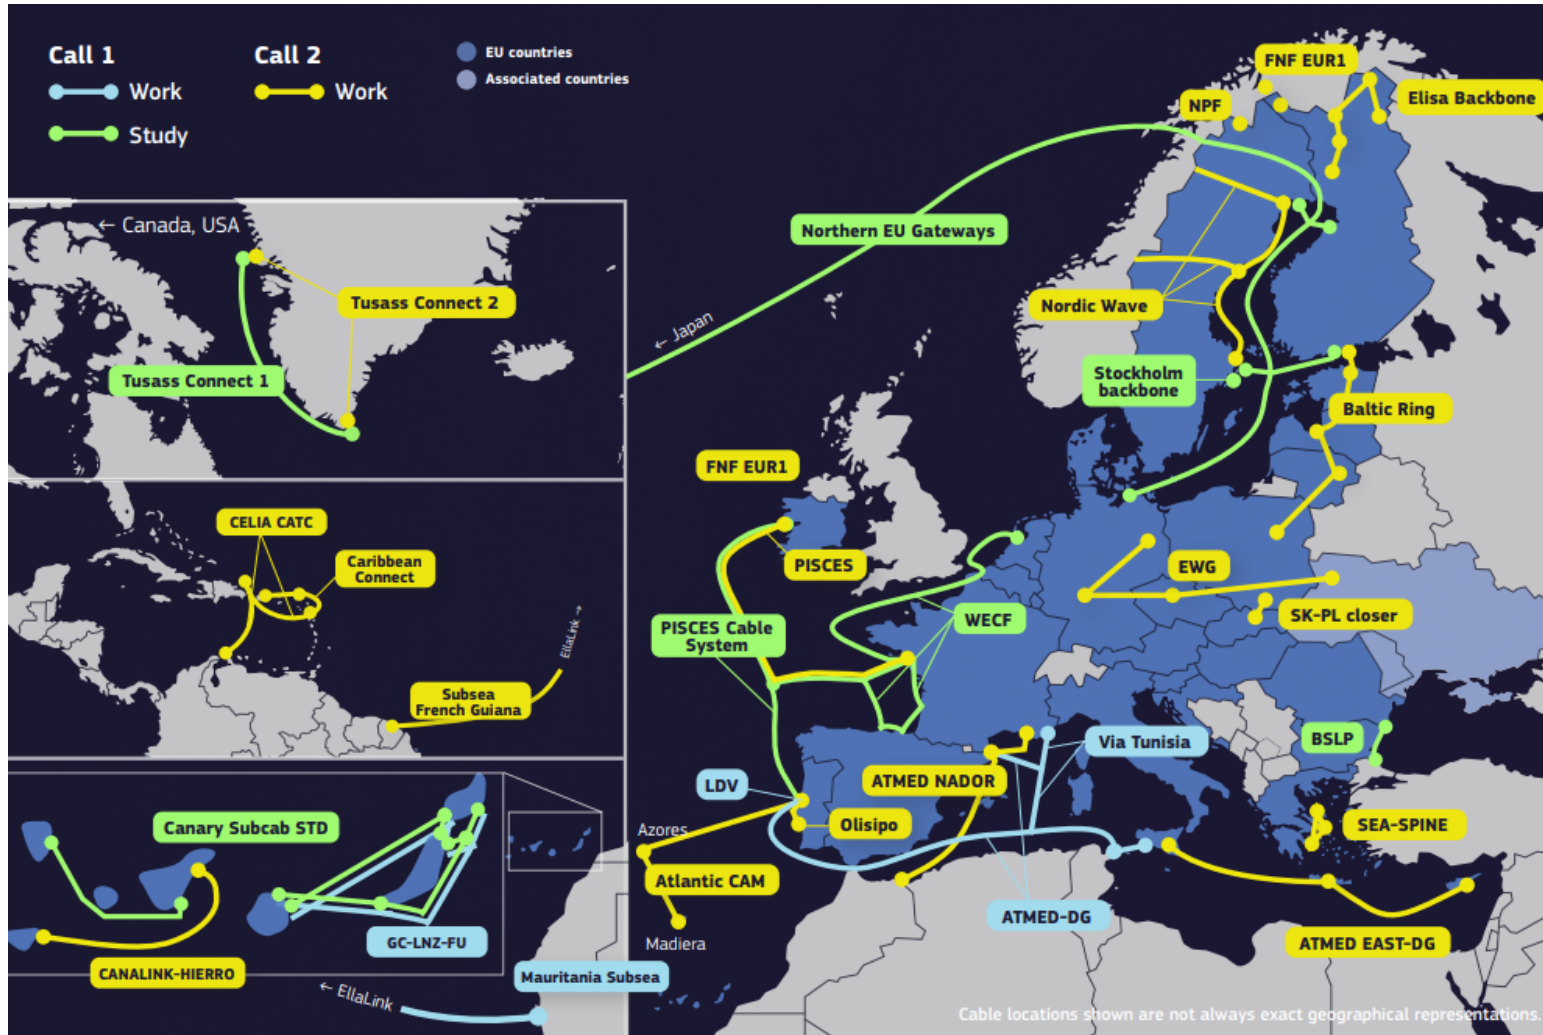 Call 1
Work
Study
Call 2
Work
EU countries
Associated countries
FNF EUR1
NPF
Elisa Backbone
← Canada, USA
Tusass Connect 2
Tusass Connect 1
Northern EU Gateways
← Japan
Nordic Wave
Stockholm
backbone
Baltic Ring
FNF EUR1
PISCES
EWG
SK-PL closer
WECF
PISCES Cable
System
CELIA CATC
Caribbean
Connect
EllaLink →
Subsea
French Guiana
Via Tunisia
BSLP
LDV
ATMED NADOR
Olisipo
SEA-SPINE
Azores
Atlantic CAM
Madiera
ATMED-DG
ATMED EAST-DG
Canary Subcab STD
GC-LNZ-FU
CANALINK-HIERRO
Mauritania Subsea
← EllaLink
Cable locations shown are not always exact geographical representations.